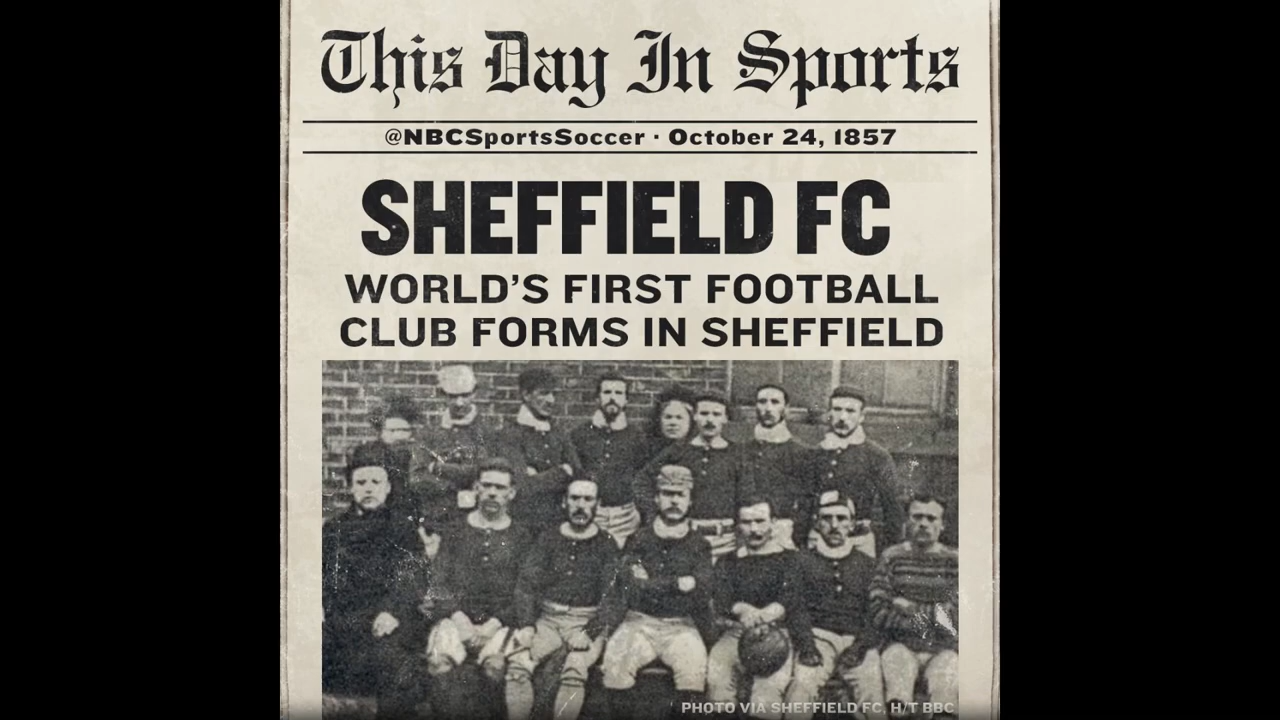 This Day In Sports
@NBCSportsSoccer · October 24, 1857
SHEFFIELD FC
WORLD'S FIRST FOOTBALL
CLUB FORMS IN SHEFFIELD
PHOTO VIA SHEFFIELD FC, H/T BBC